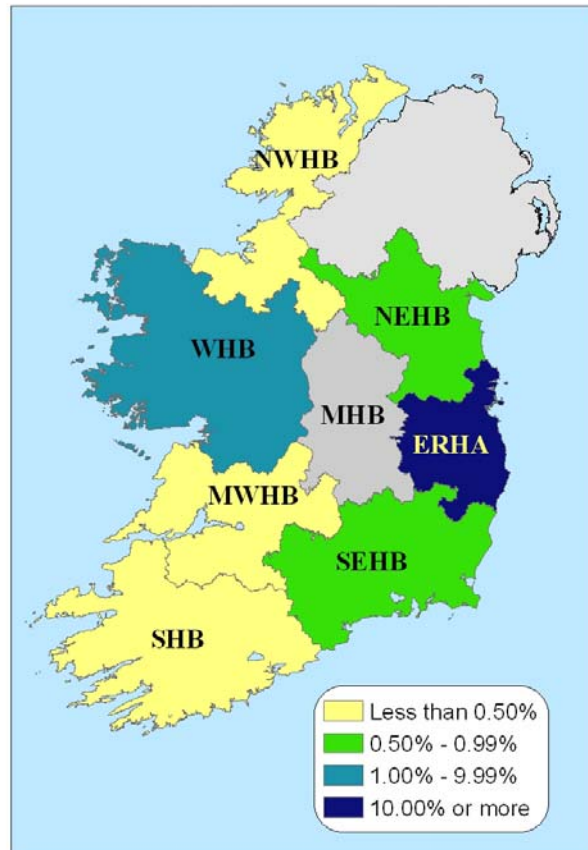 NWHB
NEHB
WHB
MHB
ERHA
MWHB
SEHB
SHB
Less than 0.50%
0.50% - 0.99%
1.00% - 9.99%
10.00% or more